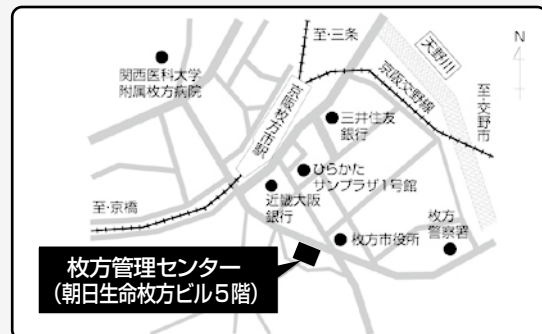 至・三条
N
天野川
関西医科大学
附属枚方病院
京阪交野線
至・交野市
京阪枚方市駅
三井住友
銀行
ひらかた
サンプラザ1号館
近畿大阪
銀行
至・京橋
枚方市役所
枚方
警察署
枚方管理センター
(朝日生命枚方ビル5階)